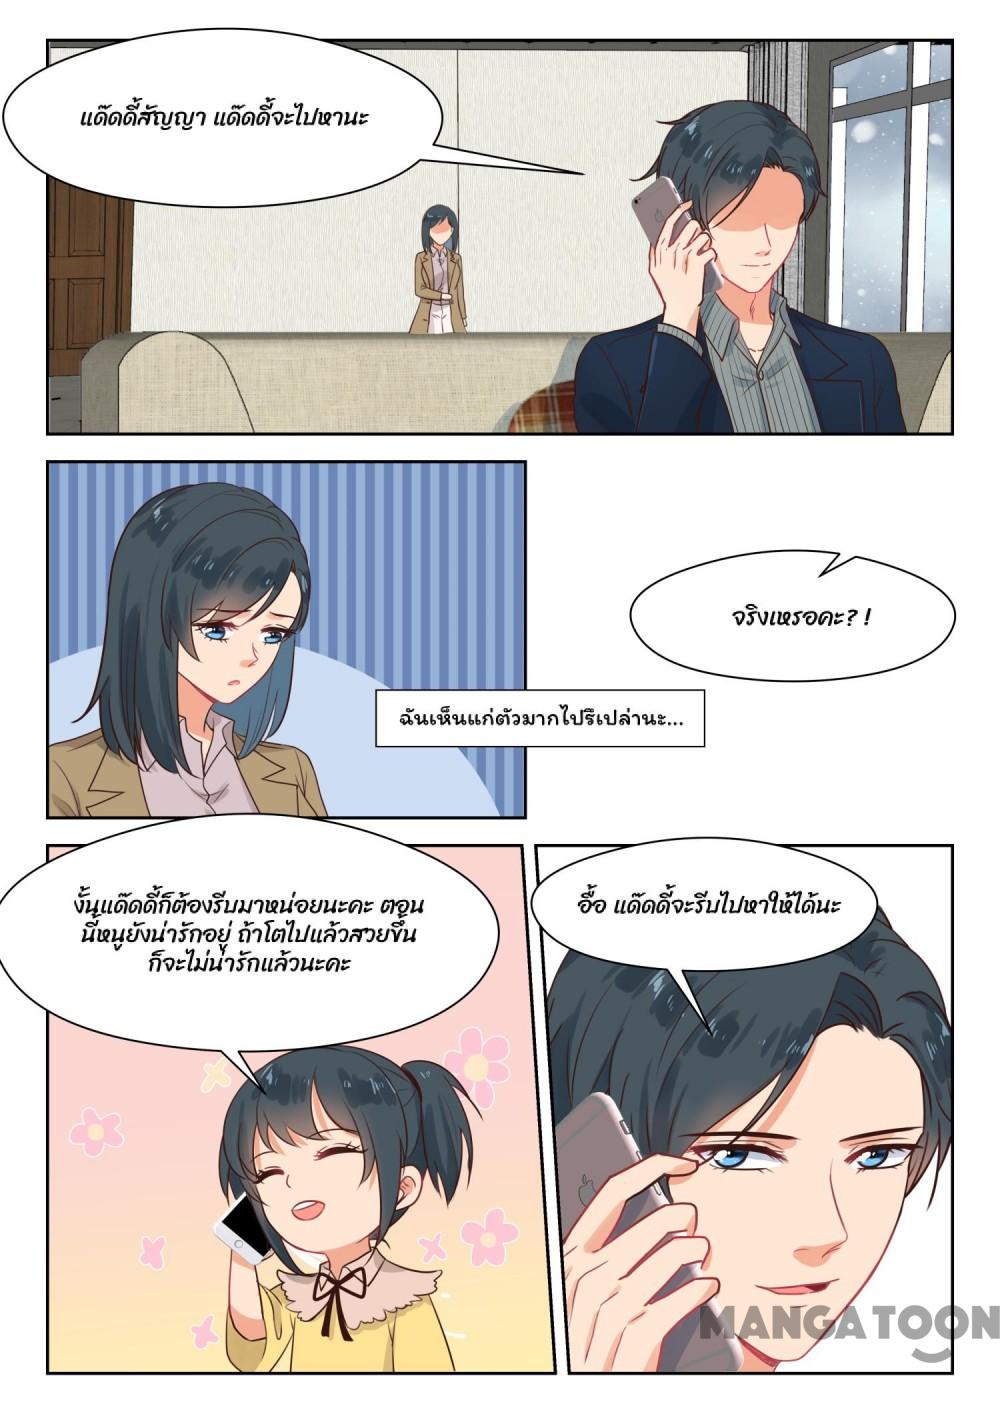 แด๊ดดี้สัญญา แด๊ดดี้จะไปหานะ
จริงเหรอคะ? !
ฉันเห็นแก่ตัวมากไปรึเปล่านะ...
งั้นแด๊ดดี้ก็ต้องรีบมาหน่อยนะคะ ตอน
นี้หนูยังน่ารักอยู่ ถ้าโตไปแล้วสวยขึ้น
ก็จะไม่น่ารักแล้วนะคะ
อื้อ แด๊ดดี้จะรีบไปหาให้ได้นะ
MANGATOON